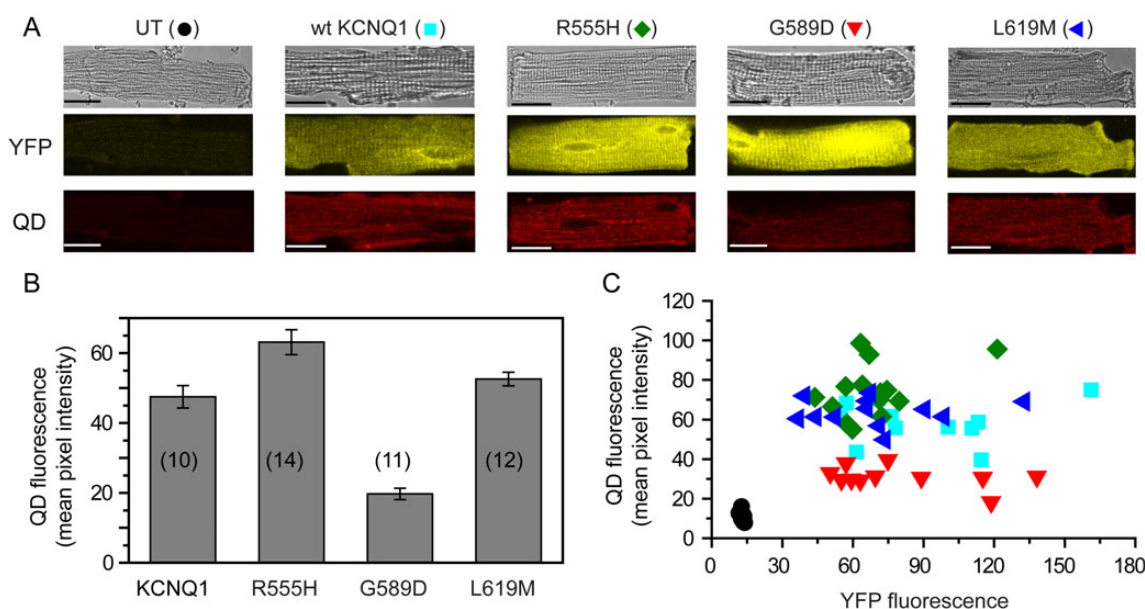 A
UT (●) wt KCNQ1 (■) R555H (◆) G589D (▼) L619M (◀)
YFP
QD
B
QD fluorescence
(mean pixel intensity)
60
40
20
0
(10) (14) (11) (12)
KCNQ1 R555H G589D L619M
C
QD fluorescence
(mean pixel intensity)
120
100
80
60
40
20
0
0 30 60 90 120 150 180
YFP fluorescence